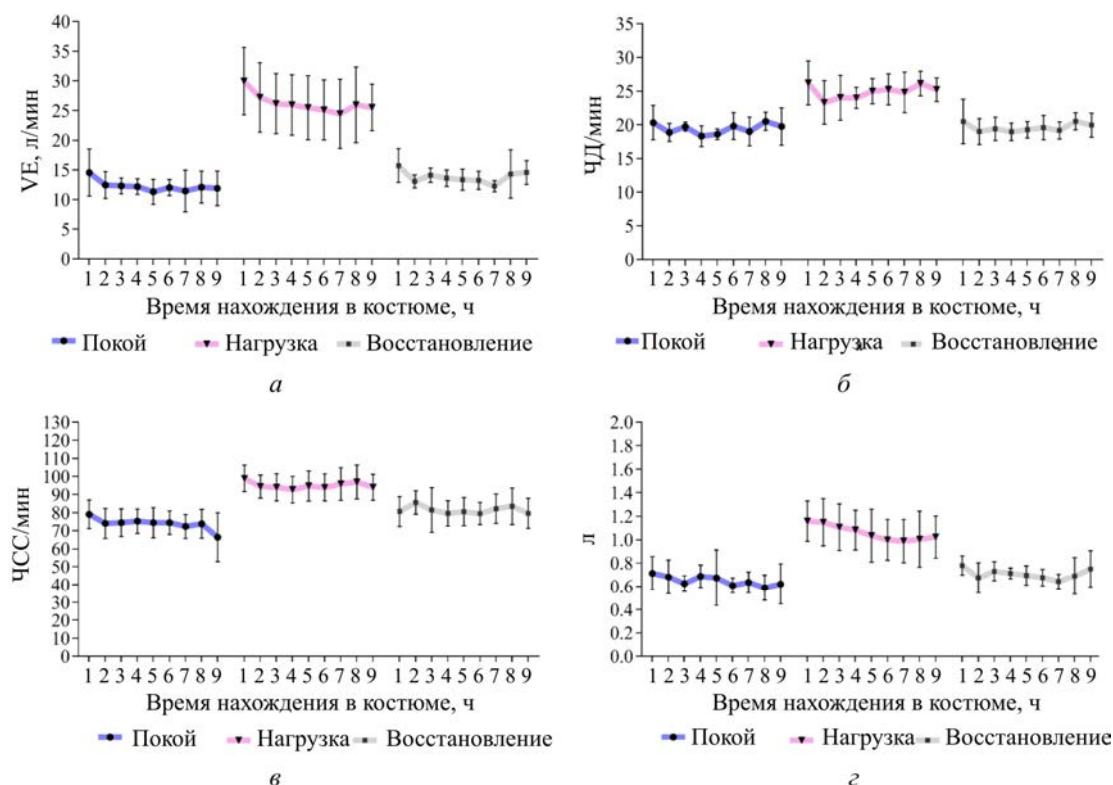 VE, л/мин
40
35
30
25
20
15
10
5
0
1 2 3 4 5 6 7 8 9 1 2 3 4 5 6 7 8 9 1 2 3 4 5 6 7 8 9
Время нахождения в костюме, ч
Покой Нагрузка Восстановление
а
ЧД/мин
35
30
25
20
15
10
5
0
1 2 3 4 5 6 7 8 9 1 2 3 4 5 6 7 8 9 1 2 3 4 5 6 7 8 9
Время нахождения в костюме, ч
Покой Нагрузка Восстановление
б
ЧСС/мин
130
120
110
100
90
80
70
60
50
40
30
20
10
0
1 2 3 4 5 6 7 8 9 1 2 3 4 5 6 7 8 9 1 2 3 4 5 6 7 8 9
Время нахождения в костюме, ч
Покой Нагрузка Восстановление
в
л
2.0
1.8
1.6
1.4
1.2
1.0
0.8
0.6
0.4
0.2
0.0
1 2 3 4 5 6 7 8 9 1 2 3 4 5 6 7 8 9 1 2 3 4 5 6 7 8 9
Время нахождения в костюме, ч
Покой Нагрузка Восстановление
г